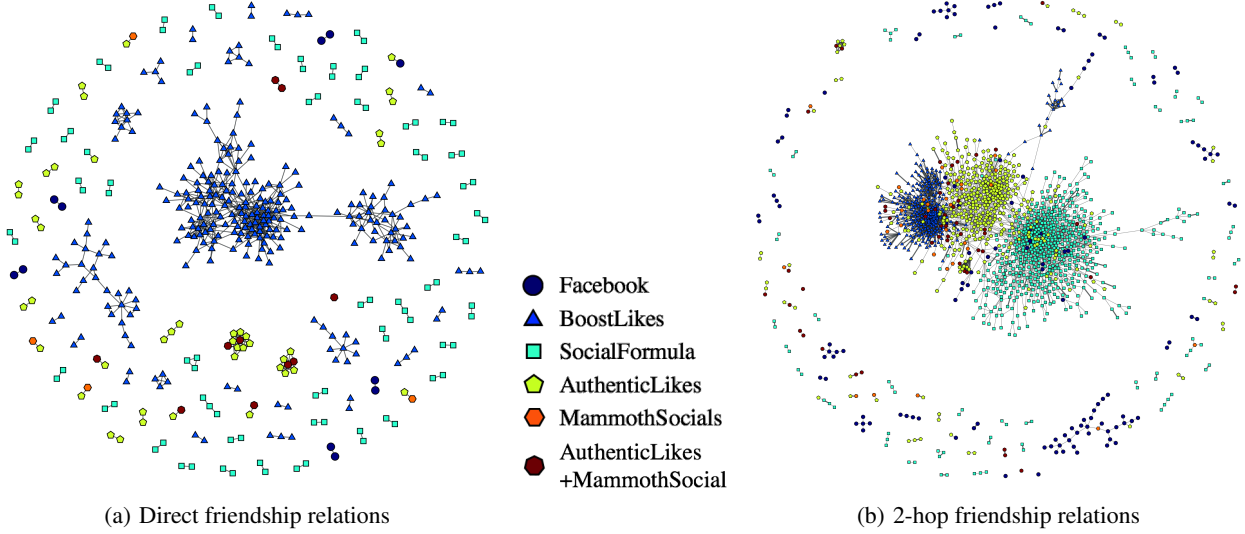 Facebook
BoostLikes
SocialFormula
AuthenticLikes
MammothSocials
AuthenticLikes
+MammothSocial
(a) Direct friendship relations
(b) 2-hop friendship relations